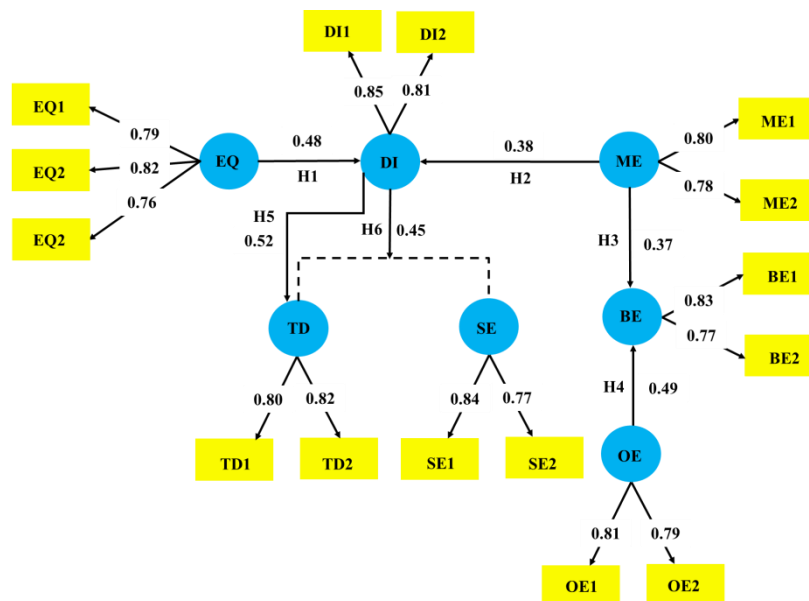 DI1
DI2
0.85
0.81
EQ1
EQ2
EQ2
0.79
0.82
0.76
EQ
0.48
H1
DI
0.38
H2
ME
0.80
0.78
ME1
ME2
H5
0.52
H6
0.45
H3
0.37
TD
SE
BE
0.83
0.77
BE1
BE2
0.80
0.82
0.84
0.77
H4
0.49
TD1
TD2
SE1
SE2
OE
0.81
0.79
OE1
OE2